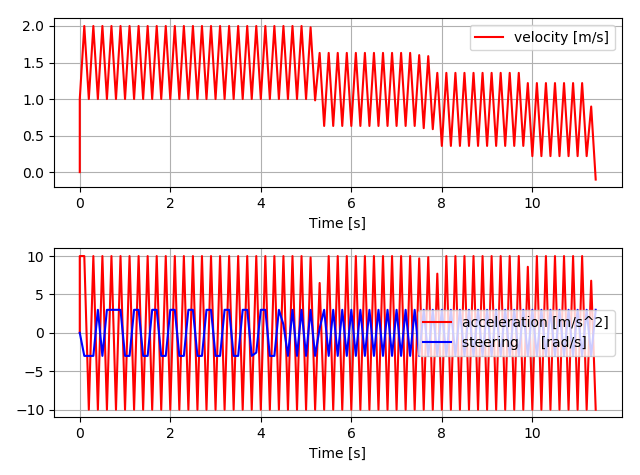 2.0
1.5
1.0
0.5
0.0
velocity [m/s]
0 2 4 6 8 10
Time [s]
10
5
0
−5
−10
acceleration [m/s^2]
steering [rad/s]
0 2 4 6 8 10
Time [s]